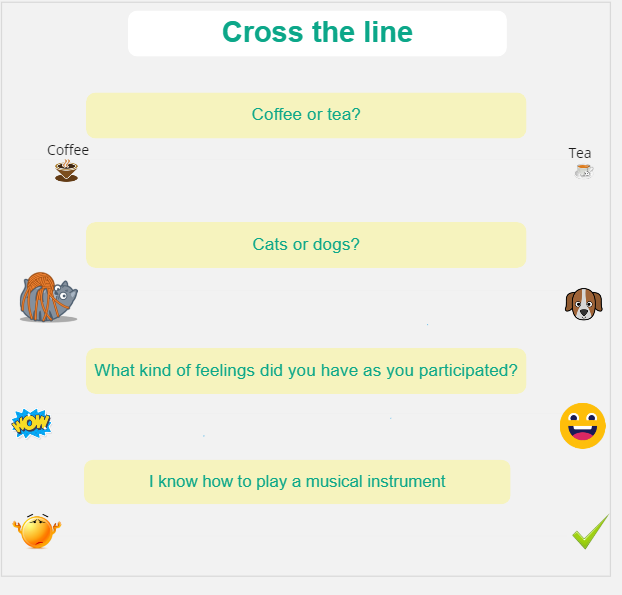 Cross the line
Coffee or tea?
Coffee
Tea
Cats or dogs?
What kind of feelings did you have as you participated?
WOW
I know how to play a musical instrument